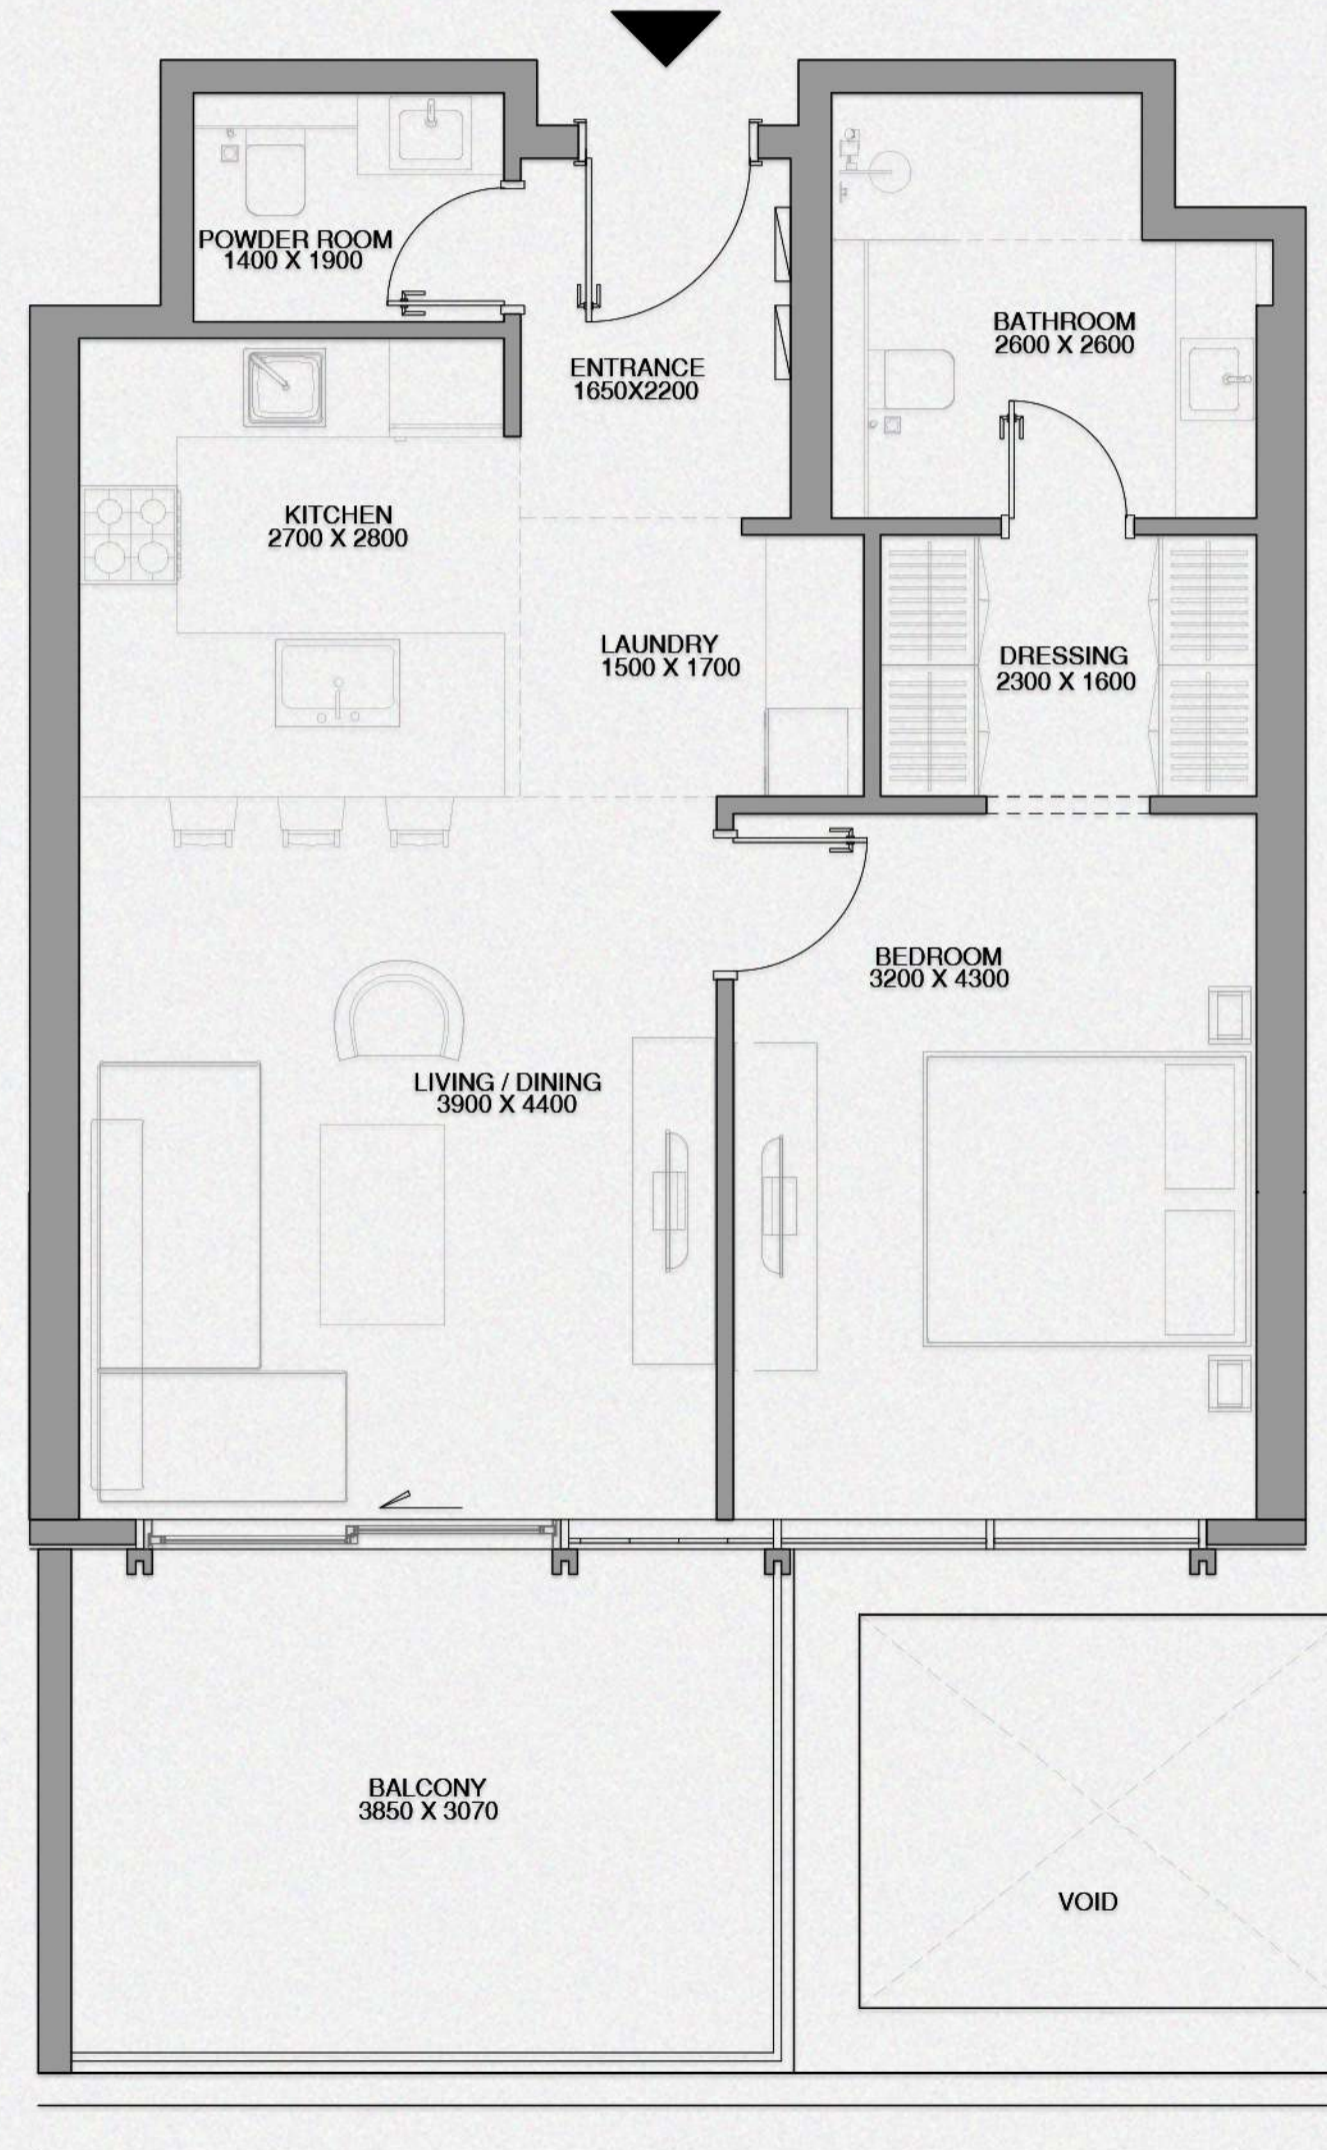 POWDER ROOM
1400 X 1900
BATHROOM
2600 X 2600
ENTRANCE
1650X2200
KITCHEN
2700 X 2800
LAUNDRY
1500 X 1700
DRESSING
2300 X 1600
BEDROOM
3200 X 4300
LIVING / DINING
3900 X 4400
BALCONY
3850 X 3070
VOID